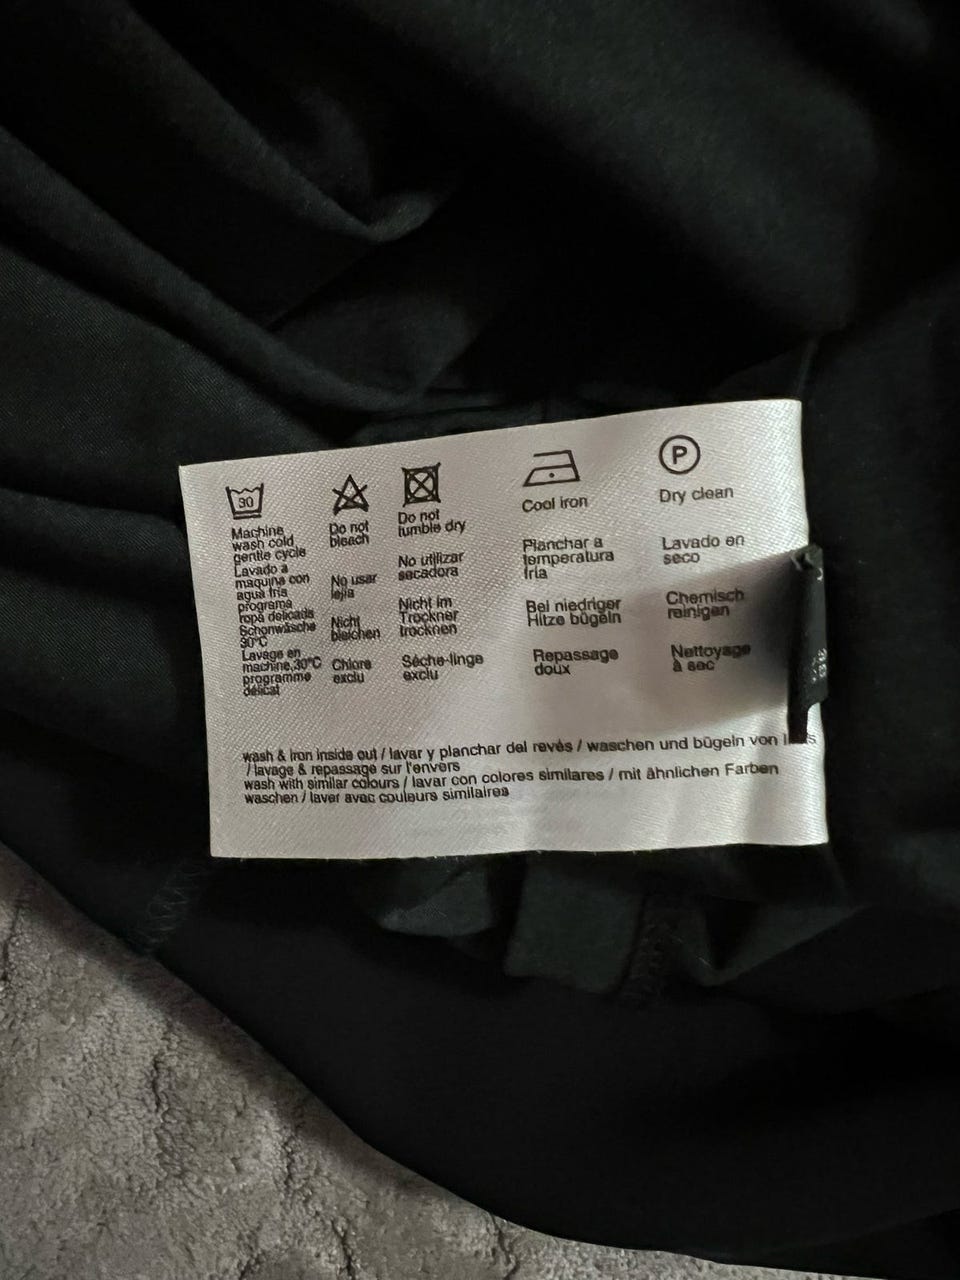 30
Machine
wash cold
gentle cycle
Lavado a
maquina con
agua fria
programa
ropa delicada
Schonwäsche
30°C
Lavage en
machine,30°C
programme
délicat
Do not
bleach
No usar
lejia
Nicht
bleichen
Chlore
exclu
Do not
tumble dry
No utilizar
secadora
Nicht im
Trockner
trocknen
Sèche-linge
exclu
Cool iron
Planchar a
temperatura
fria
Bei niedriger
Hitze bügeln
Repassage
doux
P
Dry clean
Lavado en
seco
Chemisch
reinigen
Nettoyage
à sec
wash & iron inside out / lavar y planchar del revés / waschen und bügeln von
/ lavage & repassage sur l'envers
wash with similar colours / lavar con colores similares / mit ähnlichen Farben
waschen / laver avec couleurs similaires